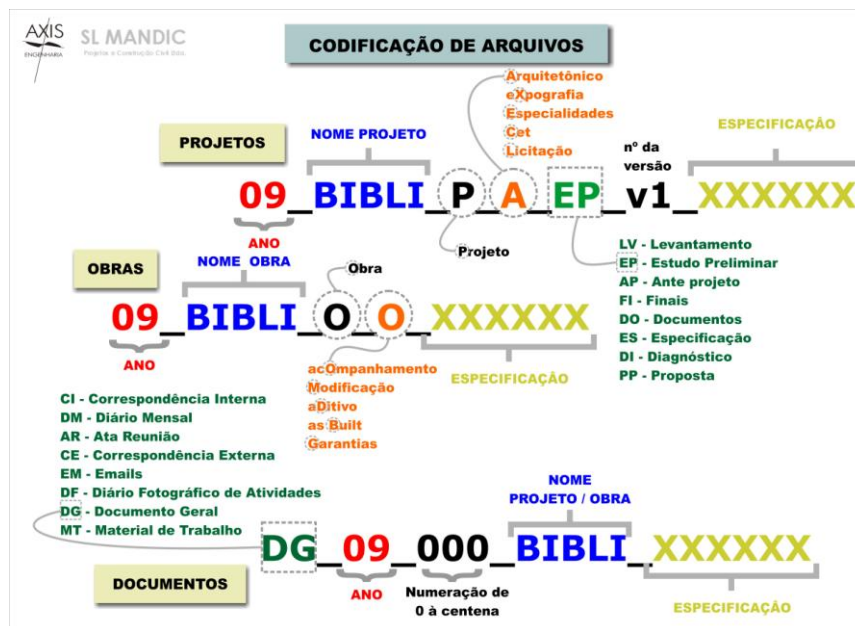 AXIS
ENGENHARIA
SL MANDIC
Projetos e Construção Civil Ltda.
CODIFICAÇÃO DE ARQUIVOS
Arquitetônico
eXpografia
Especialidades
Cet
Licitação
PROJETOS
NOME PROJETO
nº da
versão
ESPECIFICAÇÃO
09_BIBLI_P_A_EP_v1_XXXXXX
ANO
Projeto
LV - Levantamento
EP - Estudo Preliminar
AP - Ante projeto
FI - Finais
DO - Documentos
ES - Especificação
DI - Diagnóstico
PP - Proposta
OBRAS
NOME OBRA
Obra
09_BIBLI_O_O_XXXXXX
ANO
ESPECIFICAÇÃO
acOmpanhamento
Modificação
aDitivo
as Built
Garantias
CI - Correspondência Interna
DM - Diário Mensal
AR - Ata Reunião
CE - Correspondência Externa
EM - Emails
DF - Diário Fotográfico de Atividades
DG - Documento Geral
MT - Material de Trabalho
NOME
PROJETO / OBRA
DG_09_000_BIBLI_XXXXXX
DOCUMENTOS
ANO
Numeração de
0 à centena
ESPECIFICAÇÃO